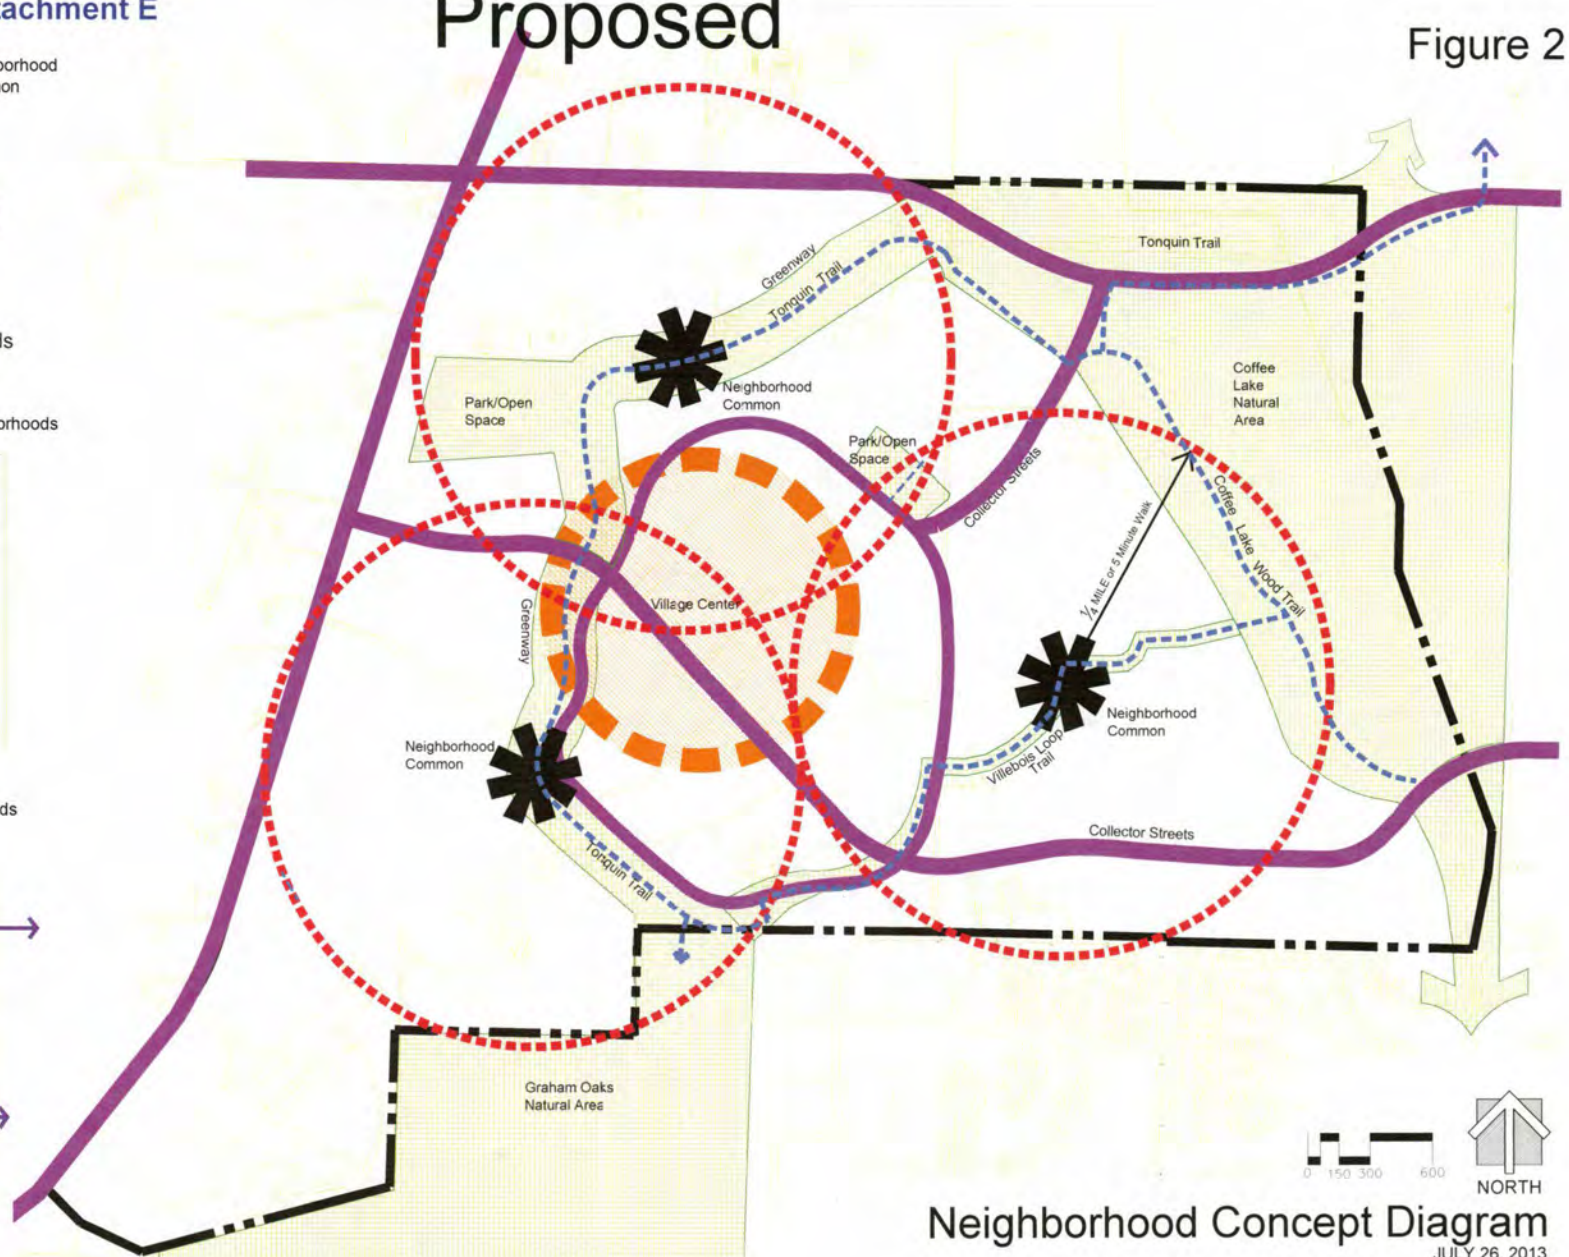 tachment E
Proposed
Figure 2
borhood
on
ls
orhoods
ds
Tonquin Trail
Greenway
Tonquin Trail
Coffee
Lake
Natural
Area
Neighborhood
Common
Park/Open
Space
Park/Open
Space
Collector Streets
Coffee Lake Wood Trail
¼ MILE or 5 Minute Walk
Village Center
Greenway
Neighborhood
Common
Neighborhood
Common
Villebois Loop
Trail
Collector Streets
Tonquin Trail
Graham Oaks
Natural Area
0 150 300 600
NORTH
Neighborhood Concept Diagram
JULY 26, 2013